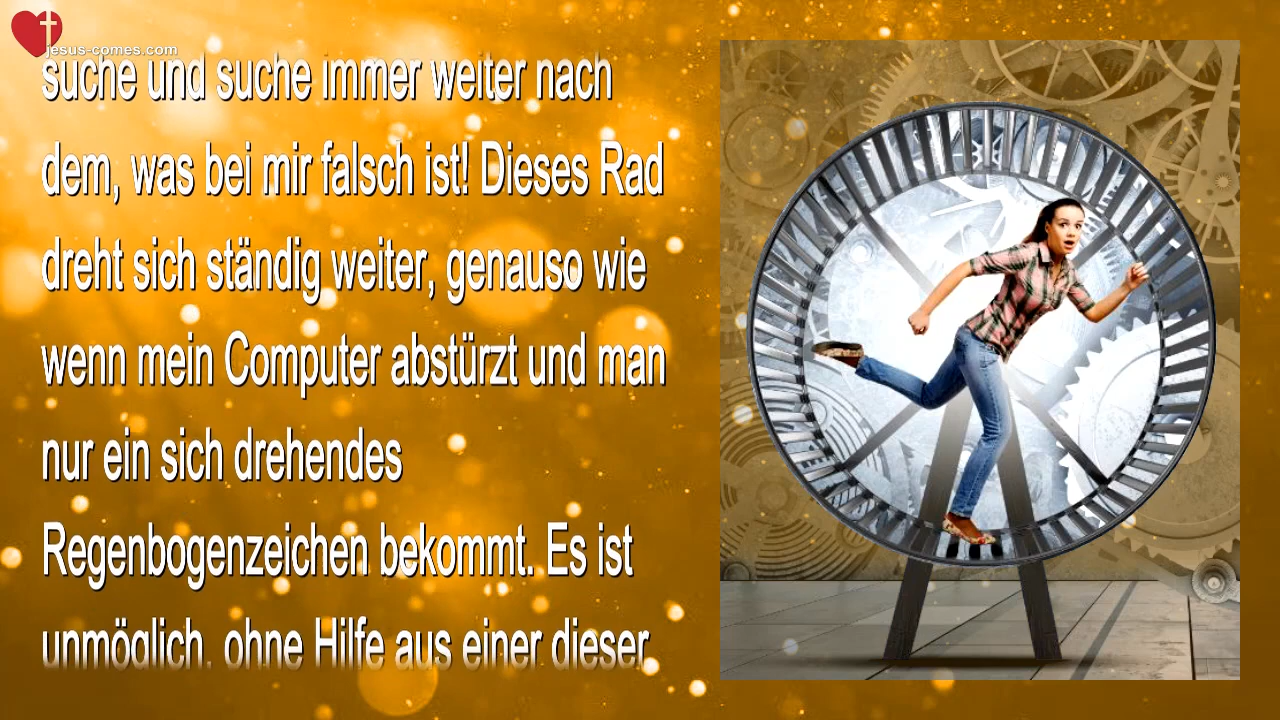 jesus-comes.com
suche und suche immer weiter nach
dem, was bei mir falsch ist! Dieses Rad
dreht sich ständig weiter, genauso wie
wenn mein Computer abstürzt und man
nur ein sich drehendes
Regenbogenzeichen bekommt. Es ist
unmöglich, ohne Hilfe aus einer dieser